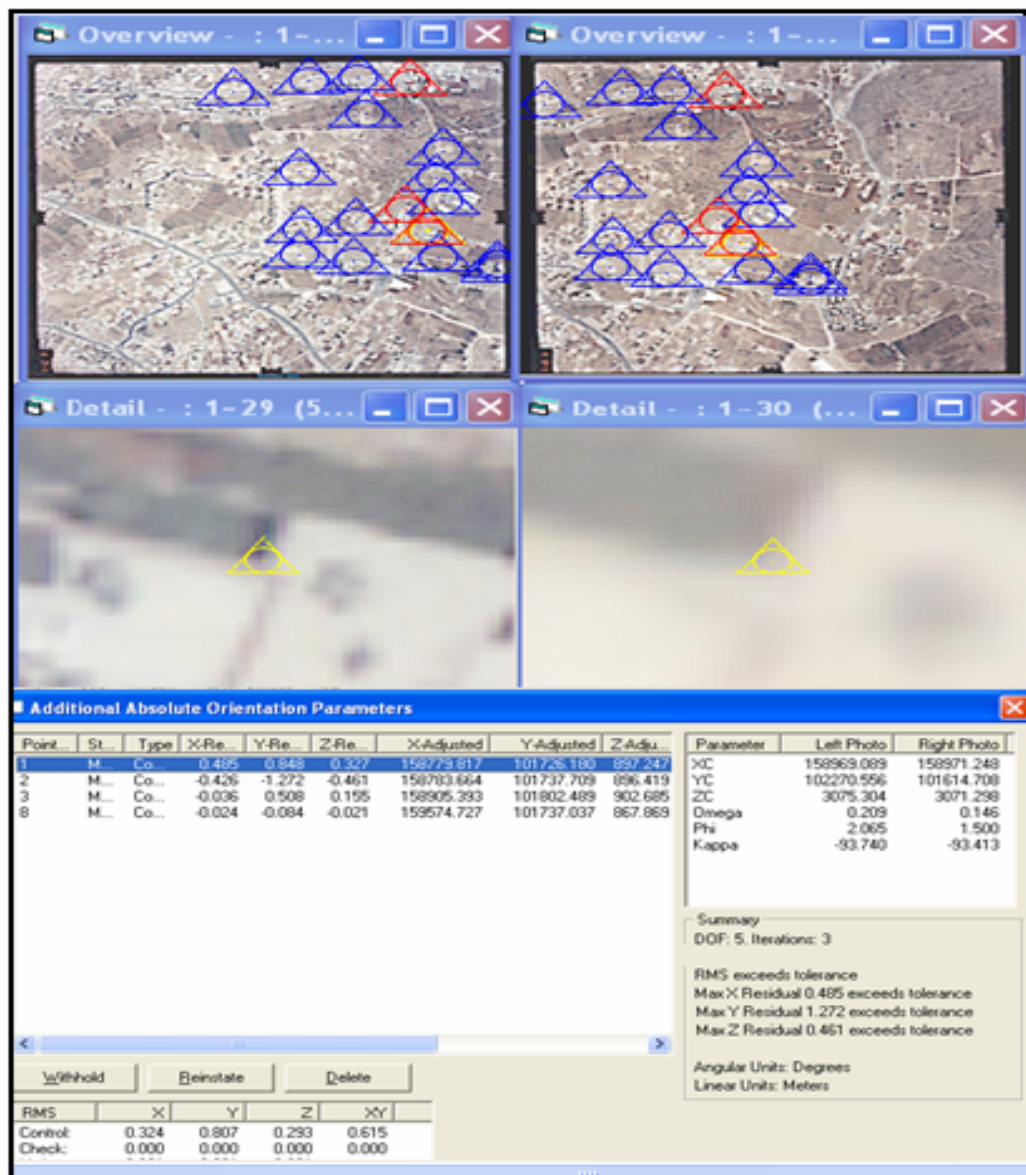 Overview - : 1~...
Overview - : 1~...
Detail - : 1~29 (5...
Detail - : 1-30 (...
Additional Absolute Orientation Parameters
Point... St... Type X-Re... Y-Re... Z-Re... X-Adjusted Y-Adjusted Z-Adju...
1 M... Co... 0.485 0.848 0.327 158779.817 101726.180 897.247
2 M... Co... -0.426 -1.272 -0.461 158783.664 101737.709 896.419
3 M... Co... -0.036 0.508 0.155 158905.393 101802.489 902.685
8 M... Co... -0.024 -0.084 -0.021 159574.727 101737.037 867.869
Parameter Left Photo Right Photo
XC 158969.089 158971.248
YC 102270.556 101614.708
ZC 3075.304 3071.298
Omega 0.209 0.146
Phi 2.065 1.500
Kappa -93.740 -93.413
Summary
DOF: 5. Iterations: 3
RMS exceeds tolerance
Max X Residual 0.485 exceeds tolerance
Max Y Residual 1.272 exceeds tolerance
Max Z Residual 0.461 exceeds tolerance
Angular Units: Degrees
Linear Units: Meters
Withhold Reinstate Delete
RMS X Y Z XY
Control: 0.324 0.807 0.293 0.615
Check: 0.000 0.000 0.000 0.000